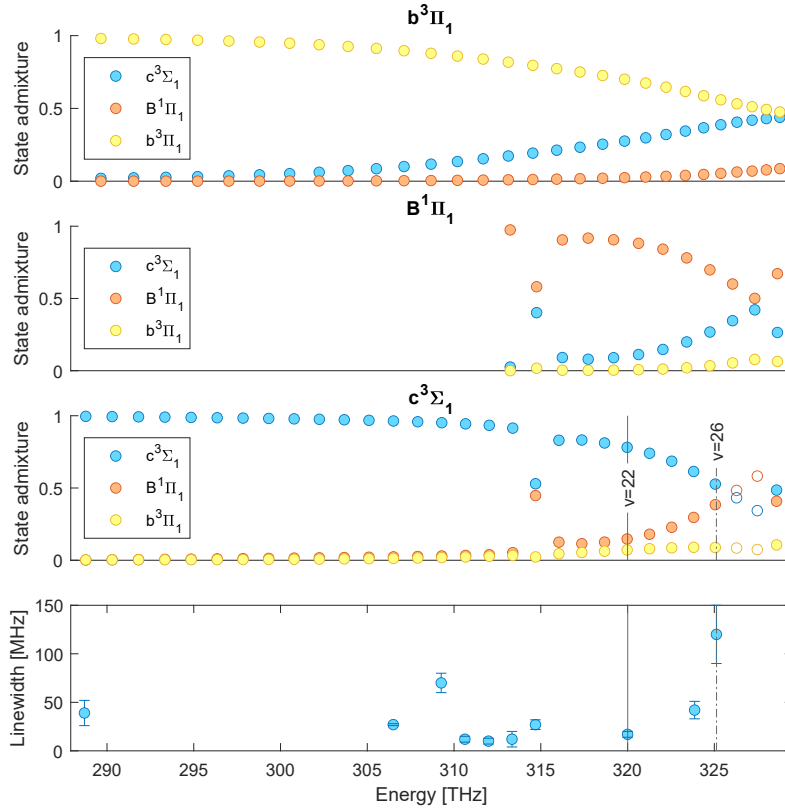 b³Π₁
1
0.5
0
State admixture
c³Σ₁
B¹Π₁
b³Π₁
B¹Π₁
1
0.5
0
State admixture
c³Σ₁
B¹Π₁
b³Π₁
c³Σ₁
1
0.5
0
State admixture
c³Σ₁
B¹Π₁
b³Π₁
v=22
v=26
150
100
50
0
Linewidth [MHz]
290 295 300 305 310 315 320 325
Energy [THz]